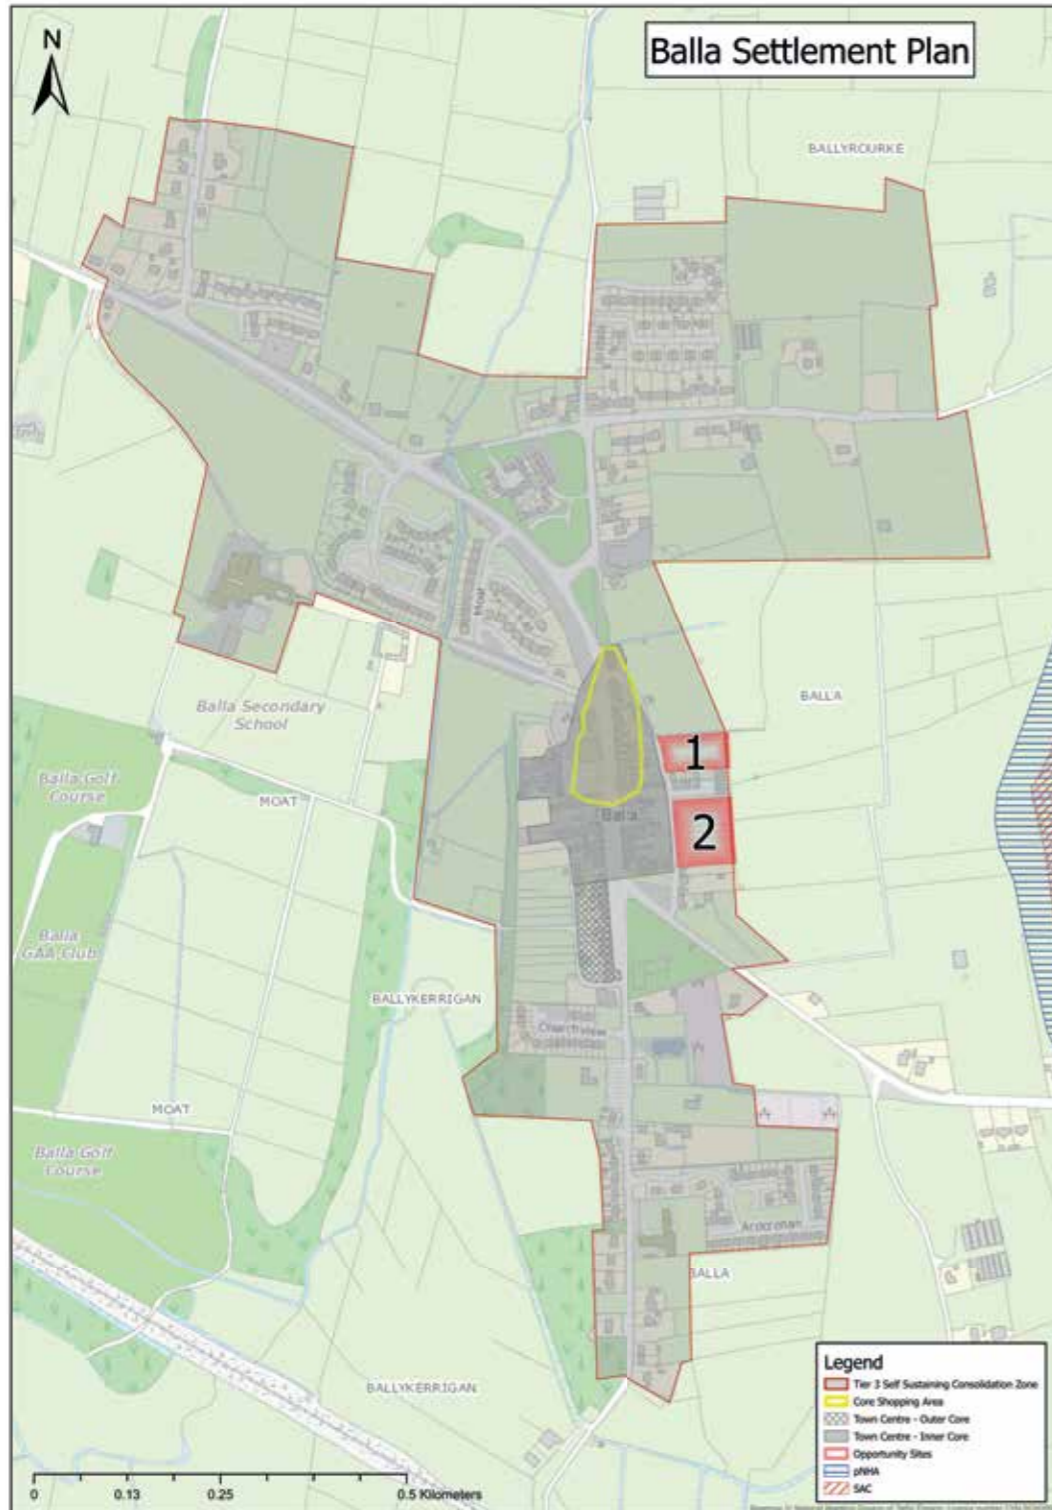 Balla Settlement Plan
N
BALLYROURKE
Moat
Balla Secondary
School
BALLA
Balla Golf
Course
MOAT
1
Balla
2
Balla
GAA Club
BALLYKERRIGAN
Churchview
MOAT
Balla Golf
Course
BALLA
BALLYKERRIGAN
Legend
Tier 3 Self Sustaining Consolidation Zone
Core Shopping Area
Town Centre - Outer Core
Town Centre - Inner Core
Opportunity Sites
pNHA
SAC
0 0.13 0.25 0.5 Kilometers